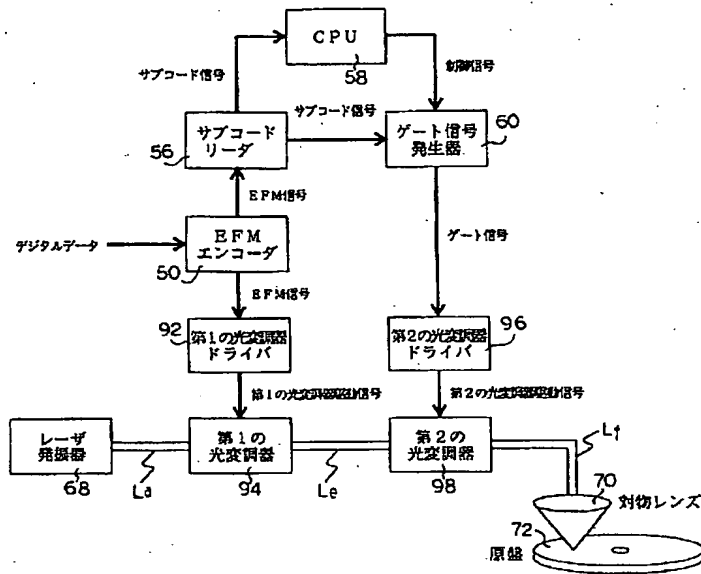 CPU
58
サブコード信号
制御信号
サブコード信号
サブコード
リーダ
56
ゲート信号
発生器
60
EFM信号
デジタルデータ
EFM
エンコーダ
50
ゲート信号
EFM信号
92
第1の光変調器
ドライバ
第2の光変調器
ドライバ
96
第1の光変調器駆動信号
第2の光変調器駆動信号
レーザ
発振器
68
Ld
第1の
光変調器
94
Le
第2の
光変調器
98
Lf
70
対物レンズ
72
原盤